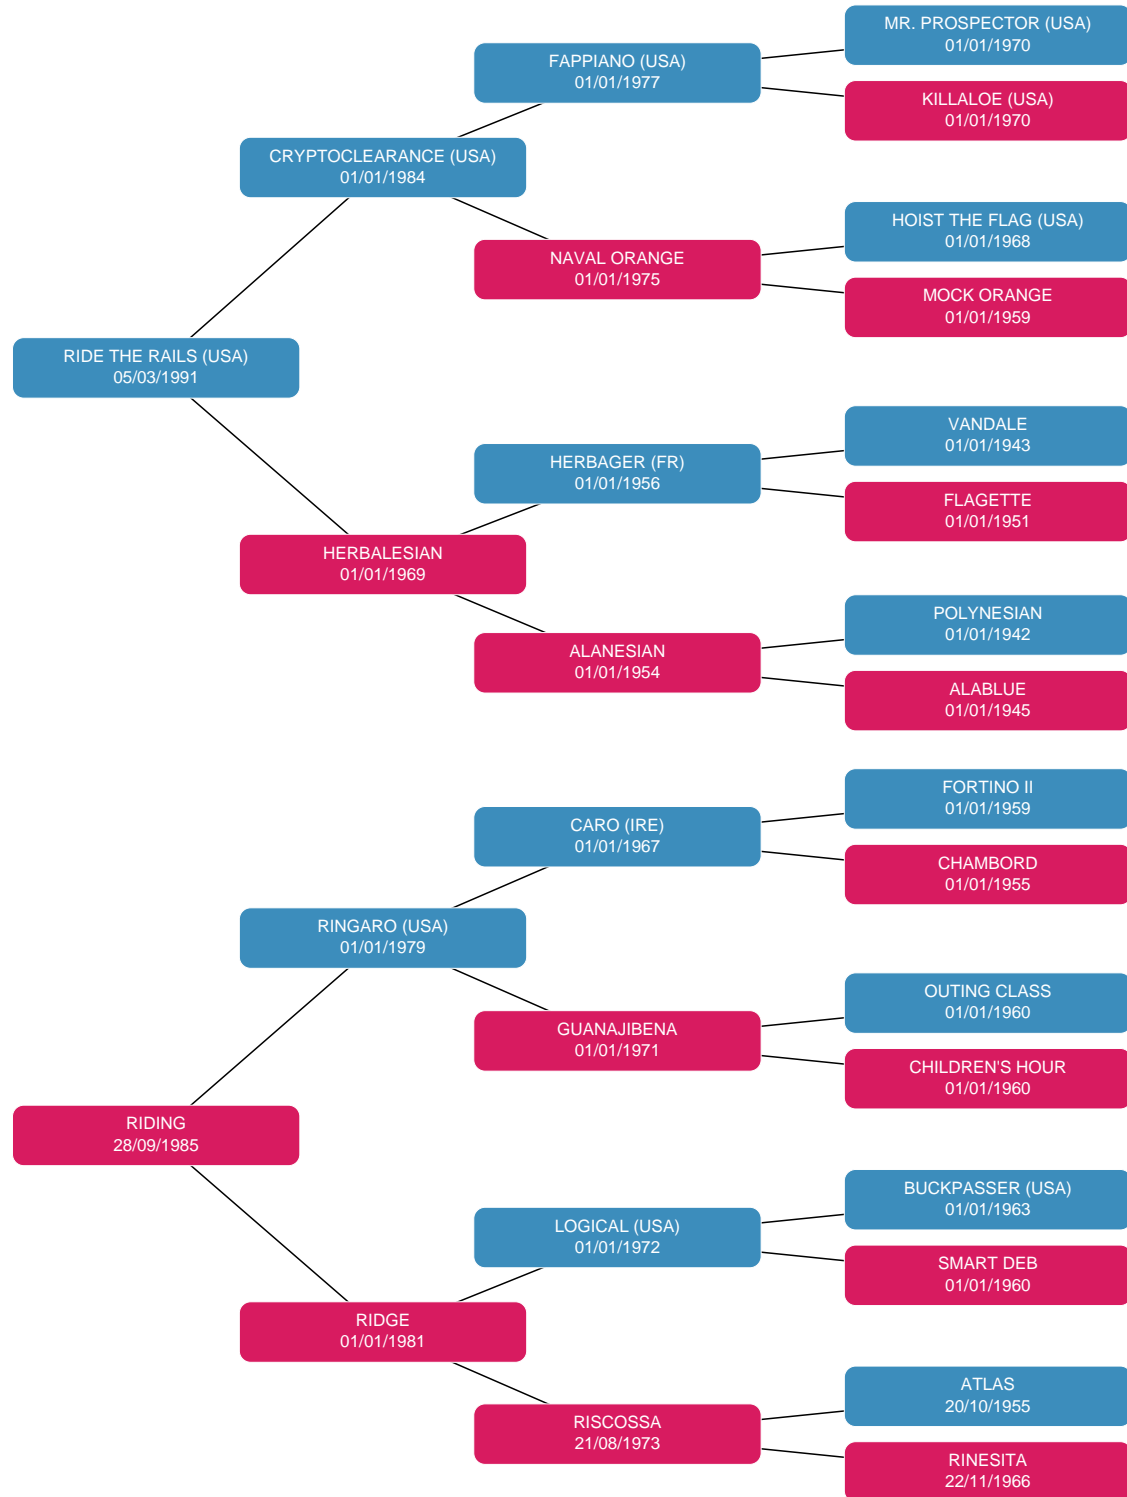 MR. PROSPECTOR (USA)
01/01/1970
FAPPIANO (USA)
01/01/1977
KILLALOE (USA)
01/01/1970
CRYPTOCLEARANCE (USA)
01/01/1984
HOIST THE FLAG (USA)
01/01/1968
NAVAL ORANGE
01/01/1975
MOCK ORANGE
01/01/1959
RIDE THE RAILS (USA)
05/03/1991
VANDALE
01/01/1943
HERBAGER (FR)
01/01/1956
FLAGETTE
01/01/1951
HERBALESIAN
01/01/1969
POLYNESIAN
01/01/1942
ALANESIAN
01/01/1954
ALABLUE
01/01/1945
FORTINO II
01/01/1959
CARO (IRE)
01/01/1967
CHAMBORD
01/01/1955
RINGARO (USA)
01/01/1979
OUTING CLASS
01/01/1960
GUANAJIBENA
01/01/1971
CHILDREN'S HOUR
01/01/1960
RIDING
28/09/1985
BUCKPASSER (USA)
01/01/1963
LOGICAL (USA)
01/01/1972
SMART DEB
01/01/1960
RIDGE
01/01/1981
ATLAS
20/10/1955
RISCOSSA
21/08/1973
RINESITA
22/11/1966